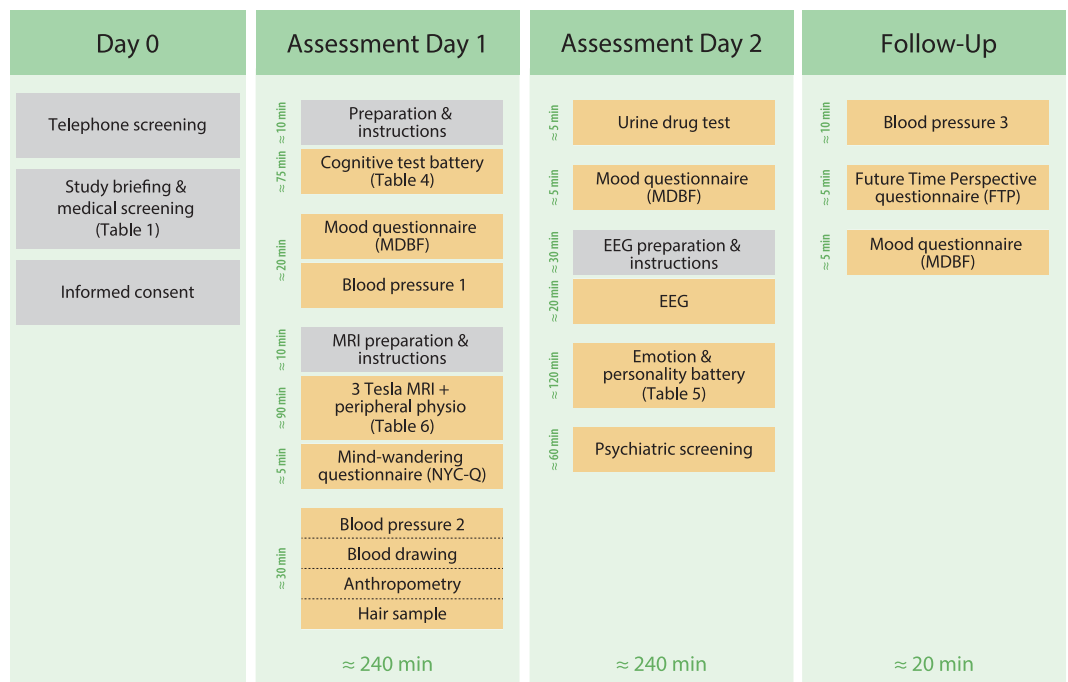 Day 0
Telephone screening
Study briefing &
medical screening
(Table 1)
Informed consent
Assessment Day 1
≈ 10 min
Preparation &
instructions
≈ 75 min
Cognitive test battery
(Table 4)
≈ 20 min
Mood questionnaire
(MDBF)
Blood pressure 1
≈ 10 min
MRI preparation &
instructions
≈ 90 min
3 Tesla MRI +
peripheral physio
(Table 6)
≈ 5 min
Mind-wandering
questionnaire (NYC-Q)
≈ 30 min
Blood pressure 2
Blood drawing
Anthropometry
Hair sample
≈ 240 min
Assessment Day 2
≈ 5 min
Urine drug test
≈ 5 min
Mood questionnaire
(MDBF)
≈ 30 min
EEG preparation &
instructions
≈ 20 min
EEG
≈ 120 min
Emotion &
personality battery
(Table 5)
≈ 60 min
Psychiatric screening
≈ 240 min
Follow-Up
≈ 10 min
Blood pressure 3
≈ 5 min
Future Time Perspective
questionnaire (FTP)
≈ 5 min
Mood questionnaire
(MDBF)
≈ 20 min